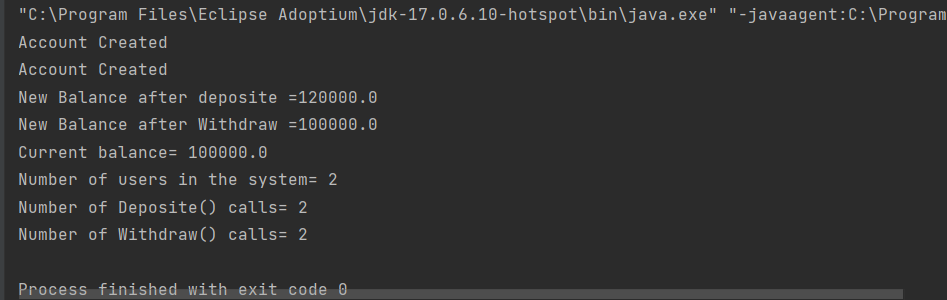 "C:\Program Files\Eclipse Adoptium\jdk-17.0.6.10-hotspot\bin\java.exe" "-javaagent:C:\Program
Account Created
Account Created
New Balance after deposite =120000.0
New Balance after Withdraw =100000.0
Current balance= 100000.0
Number of users in the system= 2
Number of Deposite() calls= 2
Number of Withdraw() calls= 2
Process finished with exit code 0